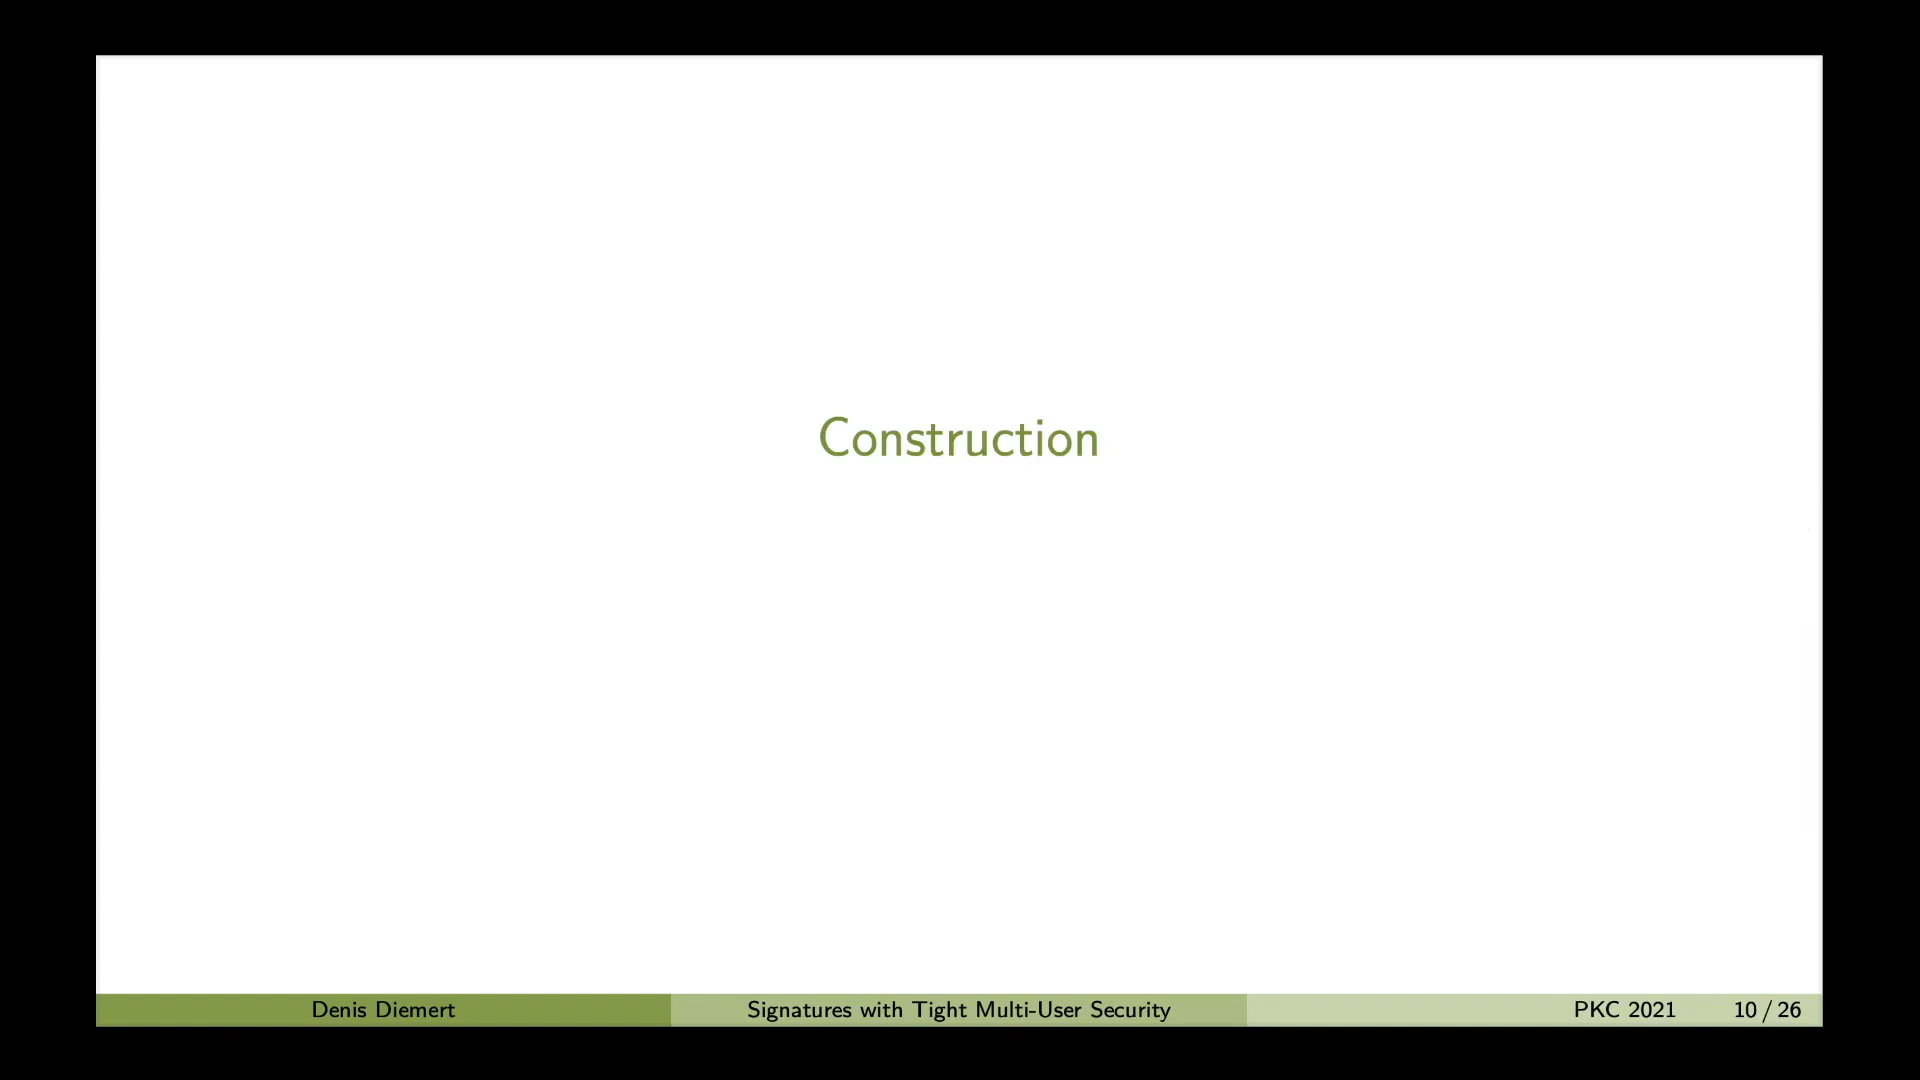 Construction
Denis Diemert Signatures with Tight Multi-User Security PKC 2021 10 / 26